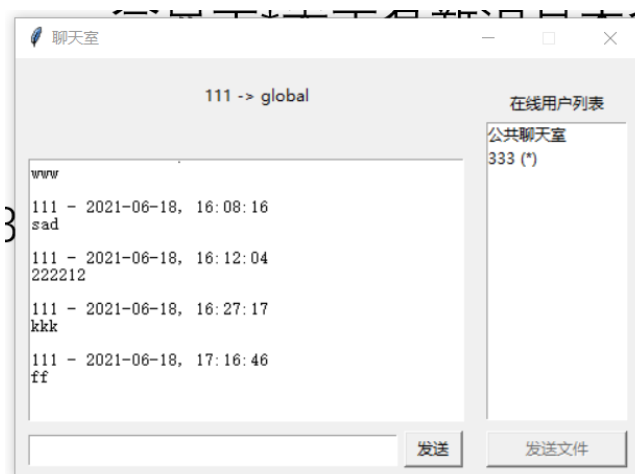 聊天室
111 -> global
在线用户列表
公共聊天室
333 (*)
www
111 - 2021-06-18, 16:08:16
sad
111 - 2021-06-18, 16:12:04
222212
111 - 2021-06-18, 16:27:17
kkk
111 - 2021-06-18, 17:16:46
ff
发送
发送文件